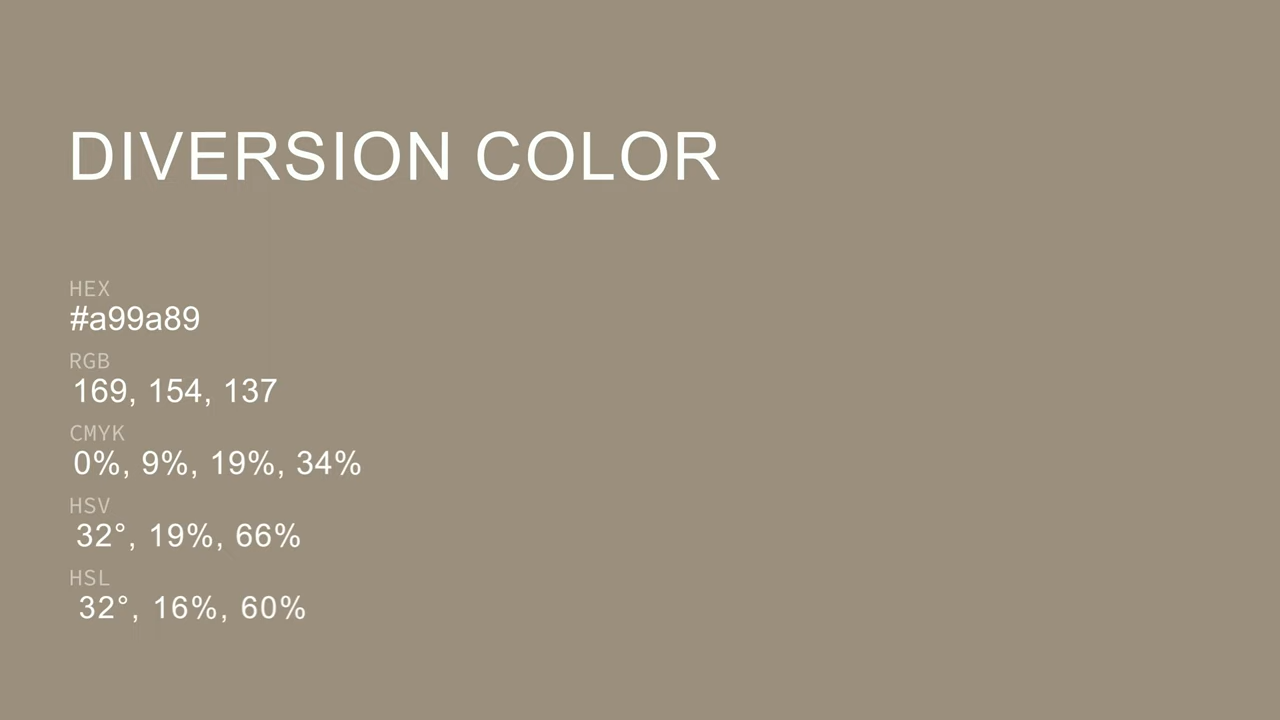 DIVERSION COLOR
HEX
#a99a89
RGB
169, 154, 137
CMYK
0%, 9%, 19%, 34%
HSV
32°, 19%, 66%
HSL
32°, 16%, 60%